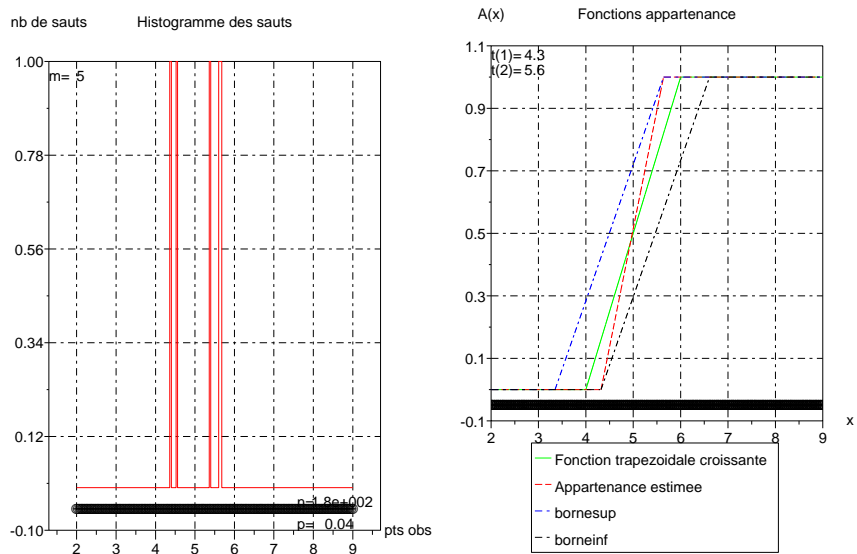 nb de sauts
Histogramme des sauts
1.00
m= 5
0.78
0.56
0.34
0.12
-0.10
n=1.8e+002
p= 0.04
pts obs
2 3 4 5 6 7 8 9
A(x)
Fonctions appartenance
1.1
t(1)= 4.3
t(2)= 5.6
0.9
0.7
0.5
0.3
0.1
-0.1
x
2 3 4 5 6 7 8 9
Fonction trapezoidale croissante
Appartenance estimee
bornesup
borneinf